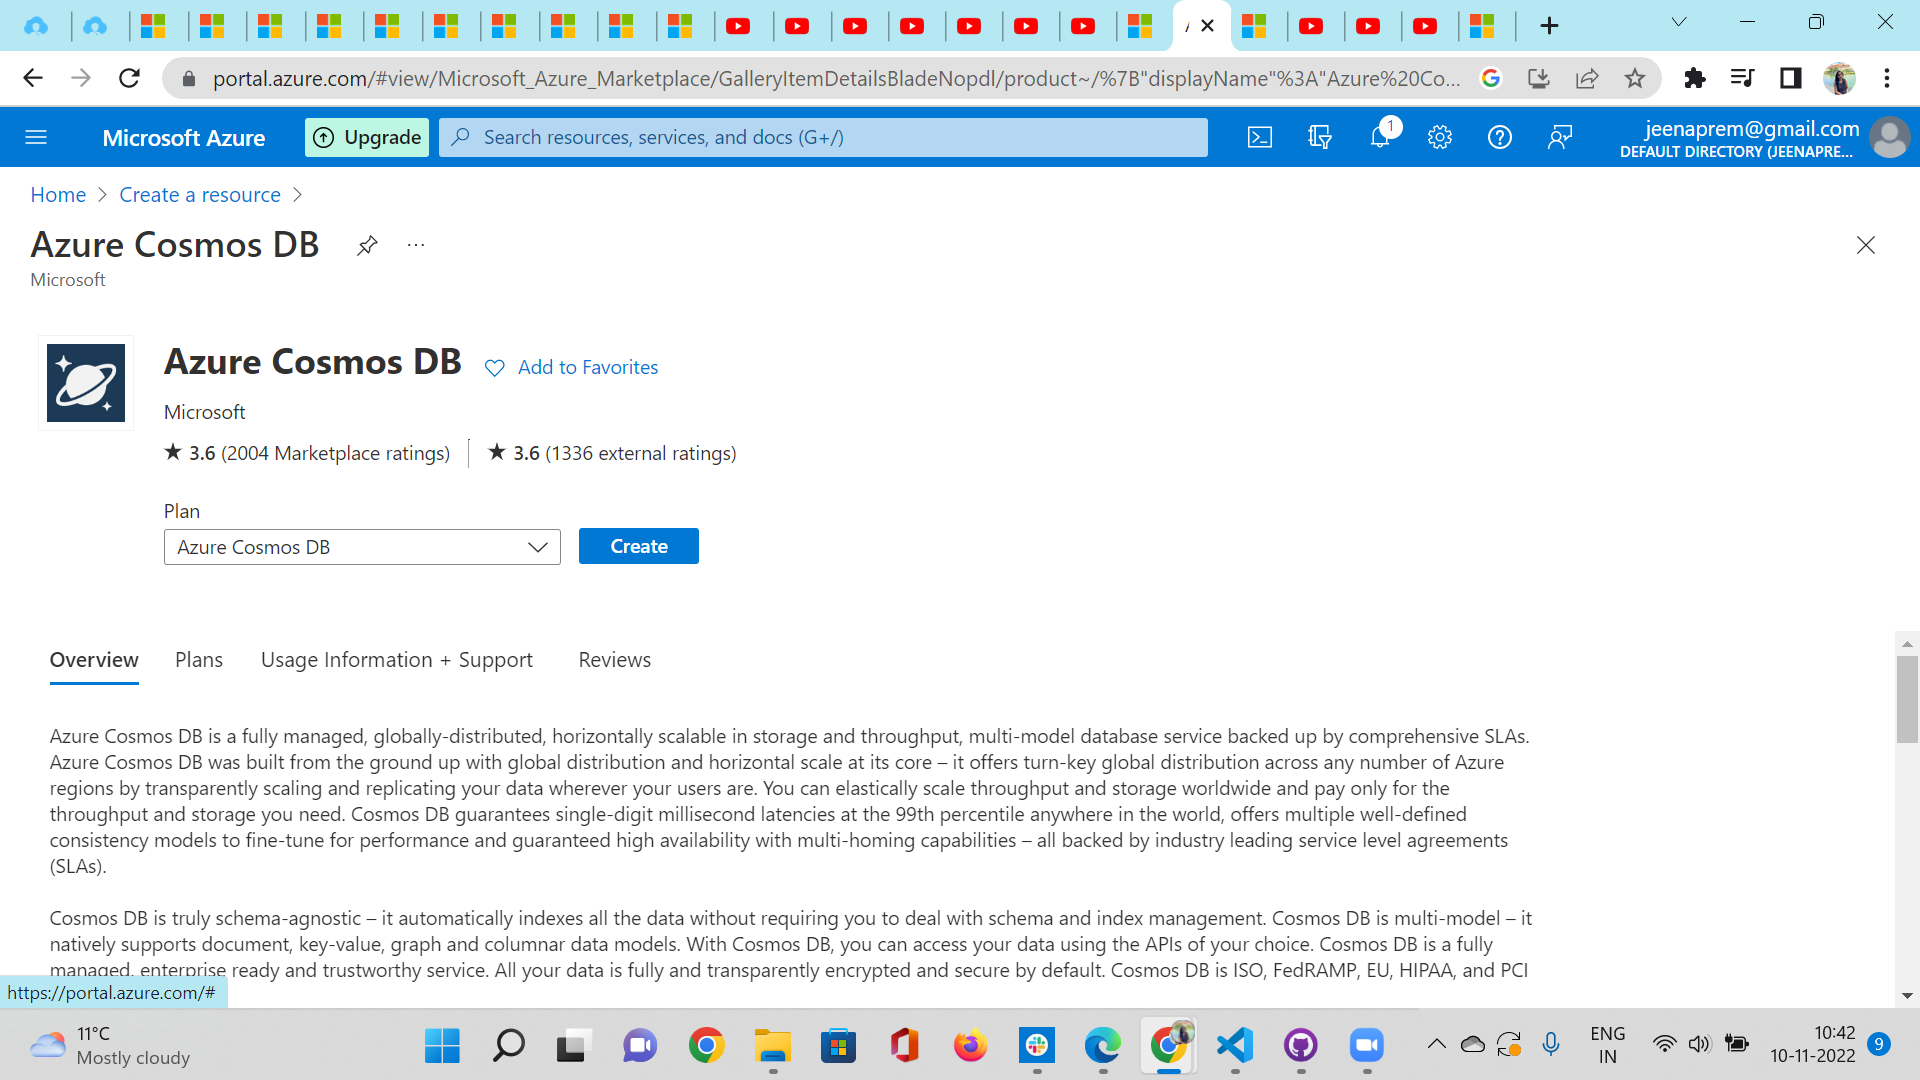 portal.azure.com/#view/Microsoft_Azure_Marketplace/GalleryItemDetailsBladeNopdl/product~/%7B"displayName"%3A"Azure%20Co...
Microsoft Azure
Upgrade
Search resources, services, and docs (G+/)
1
jeenaprem@gmail.com
DEFAULT DIRECTORY (JEENAPRE...
Home > Create a resource >
Azure Cosmos DB
...
Microsoft
Azure Cosmos DB
Add to Favorites
Microsoft
★ 3.6 (2004 Marketplace ratings) | ★ 3.6 (1336 external ratings)
Plan
Azure Cosmos DB
Create
Overview Plans Usage Information + Support Reviews
Azure Cosmos DB is a fully managed, globally-distributed, horizontally scalable in storage and throughput, multi-model database service backed up by comprehensive SLAs.
Azure Cosmos DB was built from the ground up with global distribution and horizontal scale at its core – it offers turn-key global distribution across any number of Azure
regions by transparently scaling and replicating your data wherever your users are. You can elastically scale throughput and storage worldwide and pay only for the
throughput and storage you need. Cosmos DB guarantees single-digit millisecond latencies at the 99th percentile anywhere in the world, offers multiple well-defined
consistency models to fine-tune for performance and guaranteed high availability with multi-homing capabilities – all backed by industry leading service level agreements
(SLAs).
Cosmos DB is truly schema-agnostic – it automatically indexes all the data without requiring you to deal with schema and index management. Cosmos DB is multi-model – it
natively supports document, key-value, graph and columnar data models. With Cosmos DB, you can access your data using the APIs of your choice. Cosmos DB is a fully
managed, enterprise ready and trustworthy service. All your data is fully and transparently encrypted and secure by default. Cosmos DB is ISO, FedRAMP, EU, HIPAA, and PCI
https://portal.azure.com/#
11°C
Mostly cloudy
ENG
IN
10:42
10-11-2022
9